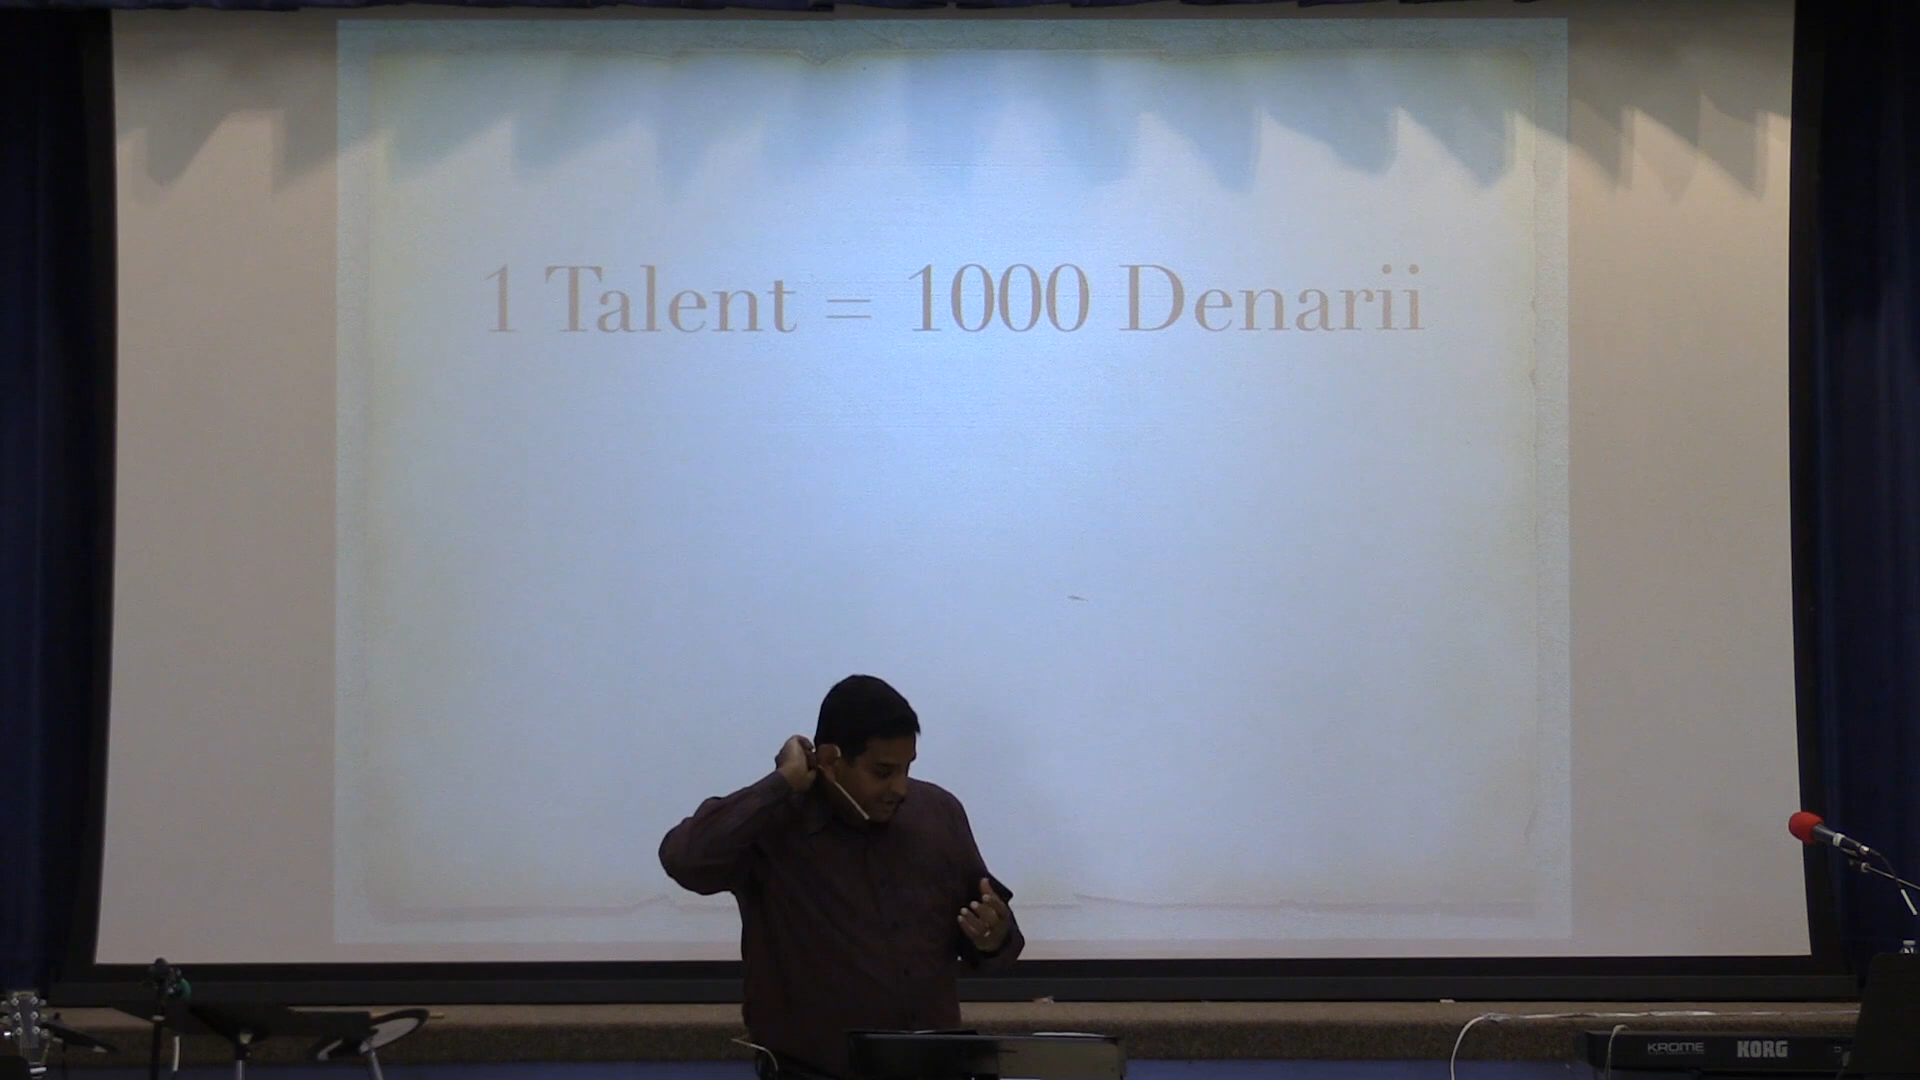 1 Talent = 1000 Denarii
KROME KORG